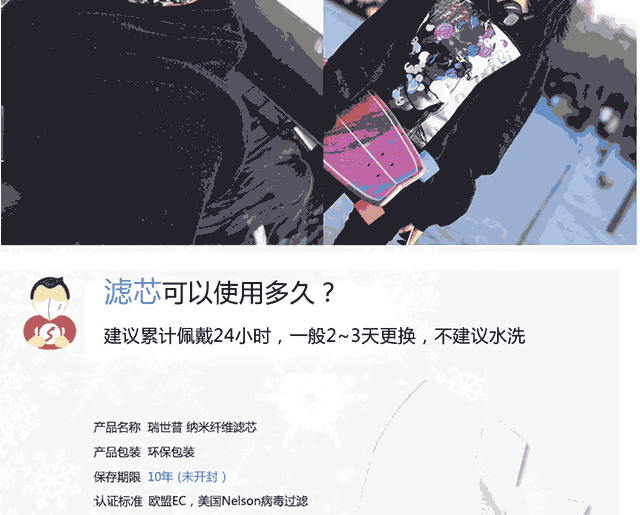 滤芯可以使用多久？
建议累计佩戴24小时，一般2~3天更换，不建议水洗
产品名称 瑞世普 纳米纤维滤芯
产品包装 环保包装
保存期限 10年 (未开封 )
认证标准 欧盟EC，美国Nelson病毒过滤